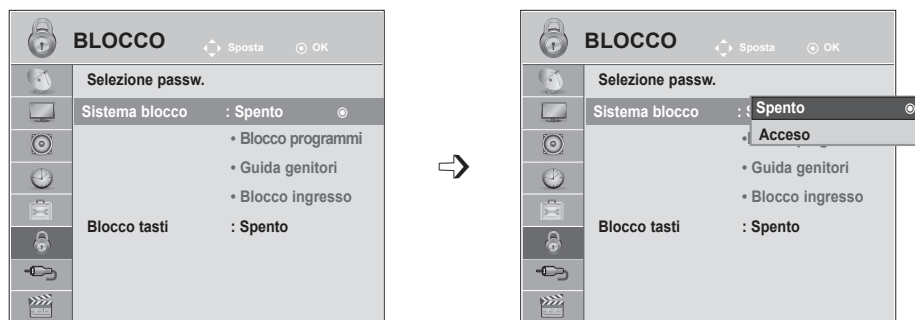 BLOCCO Sposta OK
Selezione passw.
Sistema blocco : Spento
• Blocco programmi
• Guida genitori
• Blocco ingresso
Blocco tasti : Spento
BLOCCO Sposta OK
Selezione passw.
Sistema blocco :
Spento
Acceso
• Guida genitori
• Blocco ingresso
Blocco tasti : Spento